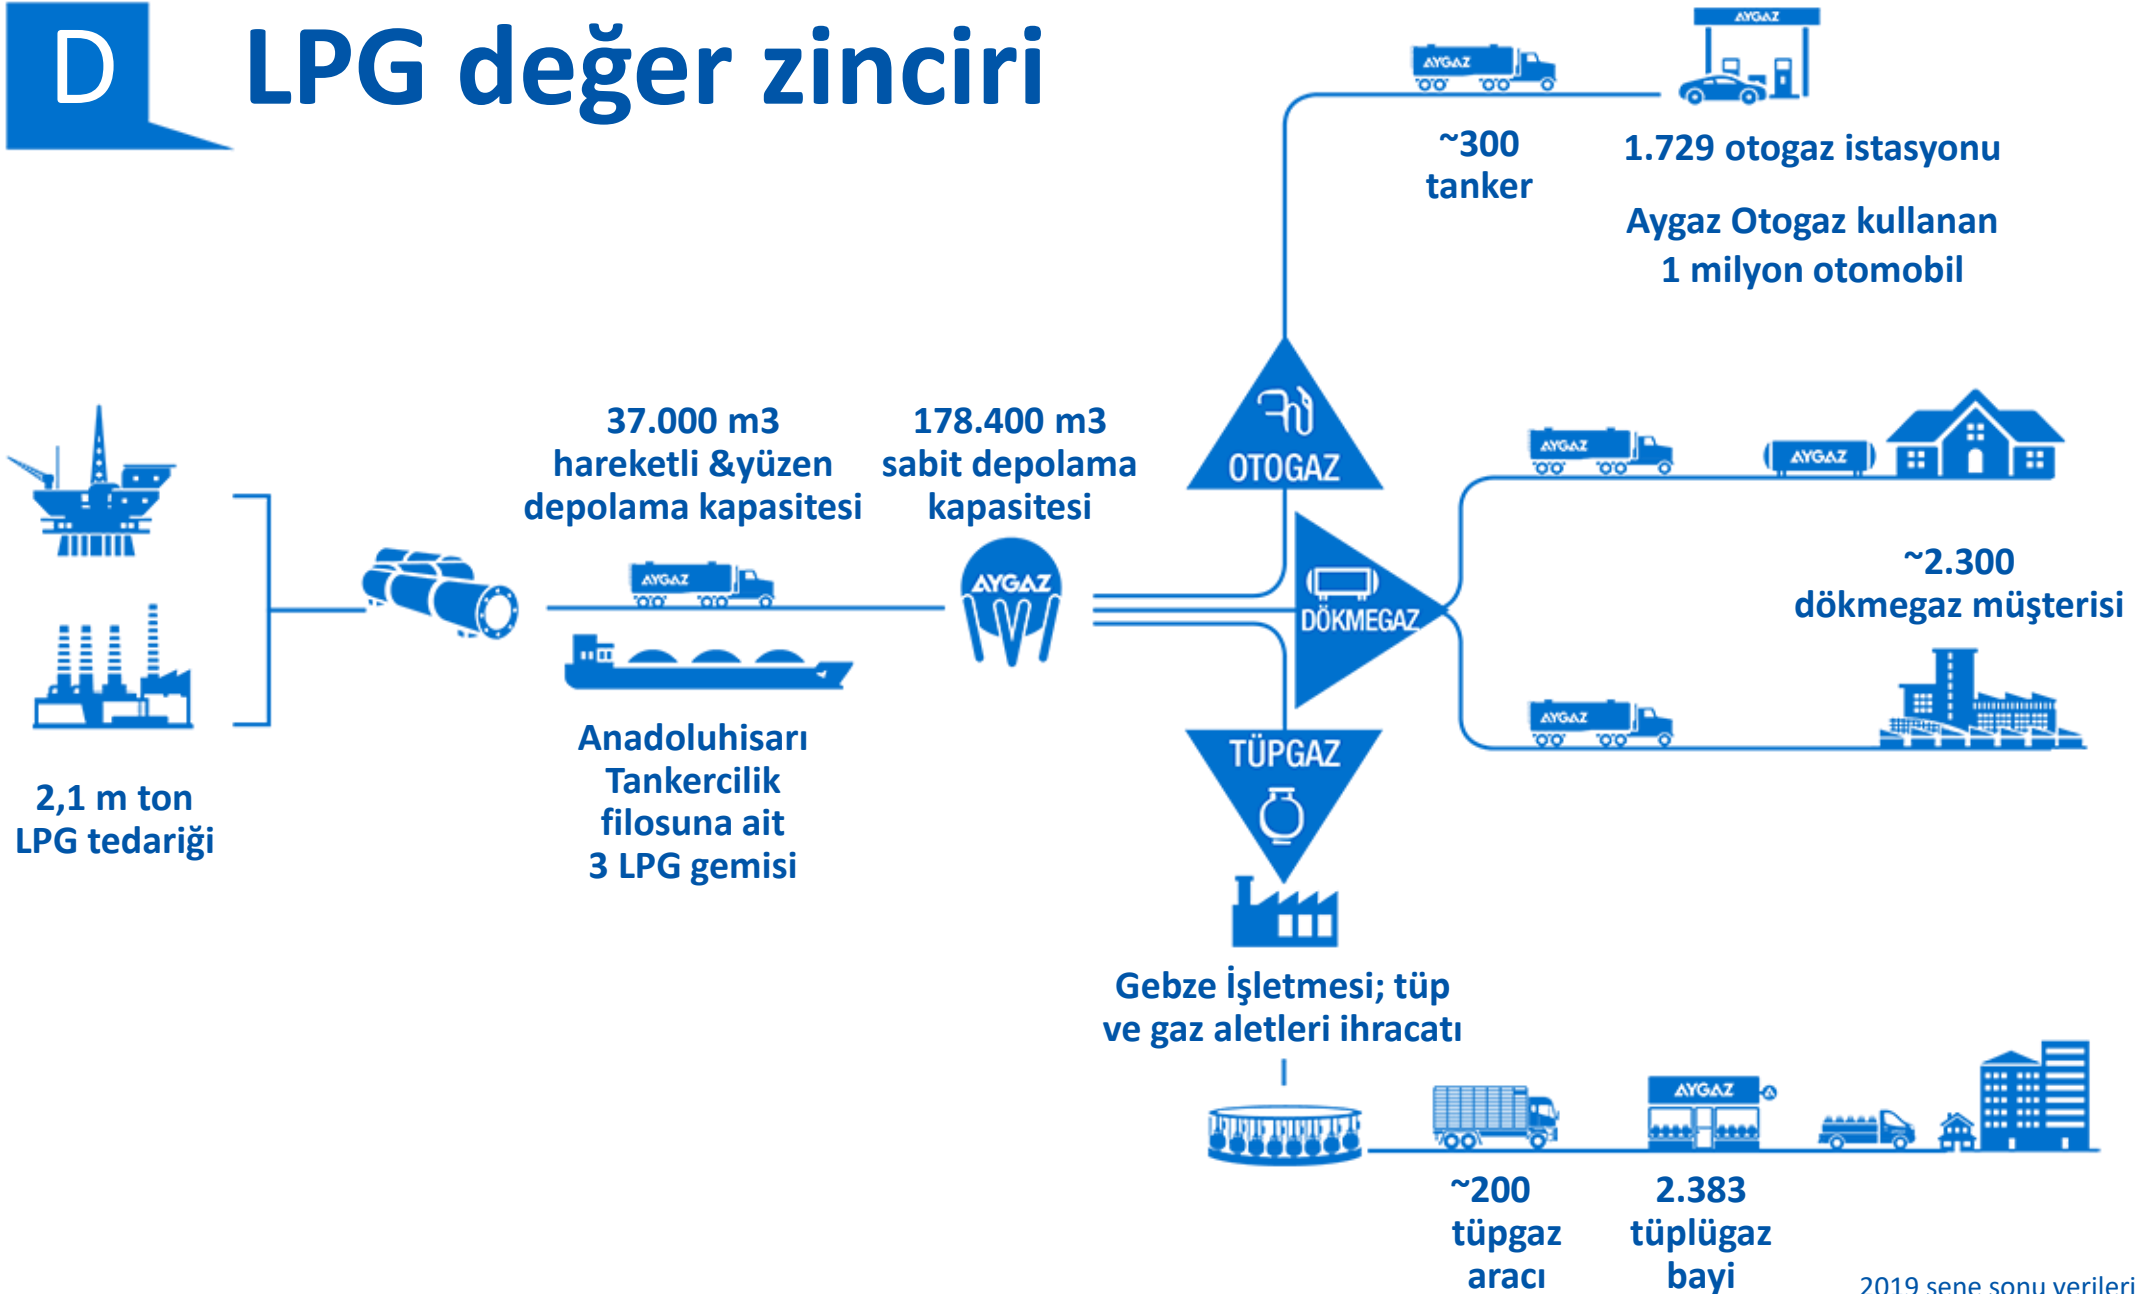 D
LPG değer zinciri
AYGAZ
AYGAZ
~300
tanker
1.729 otogaz istasyonu
Aygaz Otogaz kullanan
1 milyon otomobil
37.000 m3
hareketli &yüzen
depolama kapasitesi
178.400 m3
sabit depolama
kapasitesi
OTOGAZ
AYGAZ
AYGAZ
AYGAZ
AYGAZ
DÖKMEGAZ
~2.300
dökmegaz müşterisi
AYGAZ
2,1 m ton
LPG tedariği
Anadoluhisarı
Tankercilik
filosuna ait
3 LPG gemisi
TÜPGAZ
Gebze İşletmesi; tüp
ve gaz aletleri ihracatı
AYGAZ
~200
tüpgaz
aracı
2.383
tüplügaz
bayi
2019 sene sonu verileri